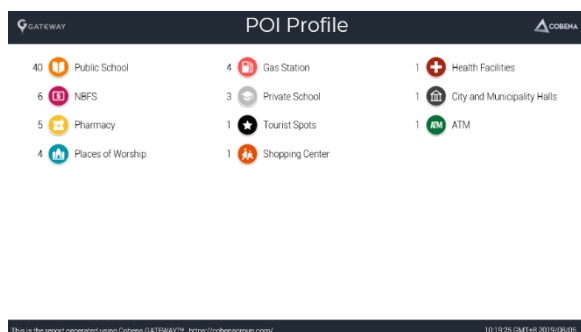 GATEWAY
POI Profile
COBENA
40 Public School
6 NBFS
5 Pharmacy
4 Places of Worship
4 Gas Station
3 Private School
1 Tourist Spots
1 Shopping Center
1 Health Facilities
1 City and Municipality Halls
1 ATM ATM
This is the report generated using Cobena GATEWAY™. https://cobenagroup.com/
10:19:25 GMT+8 2019/08/06